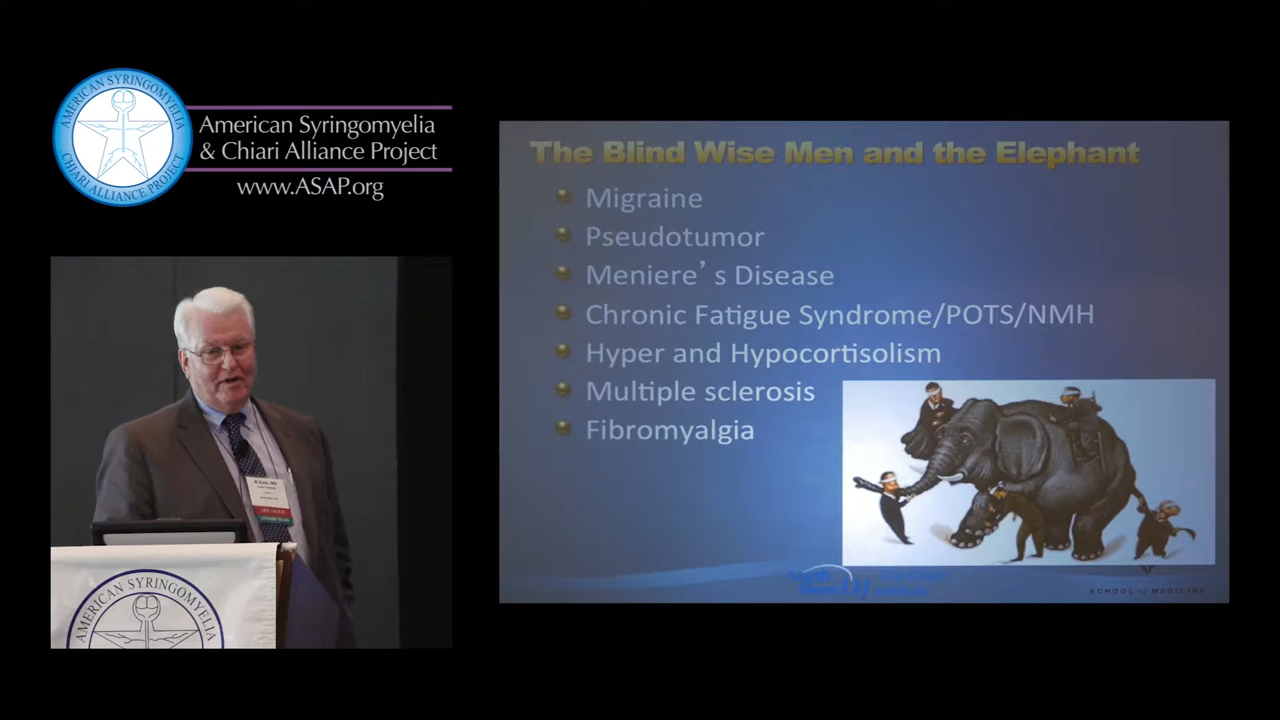 AMERICAN SYRINGOMYELIA
CHIARI ALLIANCE PROJECT
American Syringomyelia
& Chiari Alliance Project
www.ASAP.org
The Blind Wise Men and the Elephant
Migraine
Pseudotumor
Meniere’s Disease
Chronic Fatigue Syndrome/POTS/NMH
Hyper and Hypocortisolism
Multiple sclerosis
Fibromyalgia
SCHOOL of MEDICINE
AMERICAN SYRINGOMYELIA